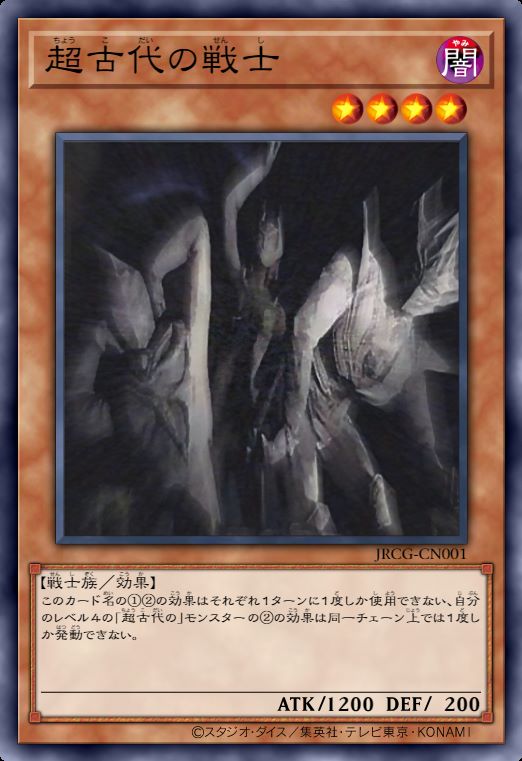 超古代の戦士
闇
JRCG-CN001
【戦士族/効果】
このカード名の①②の効果はそれぞれ1ターンに1度しか使用できない、自分
のレベル4の「超古代の」モンスターの②の効果は同一チェーン上では1度し
か発動できない。
ATK/1200 DEF/ 200
©スタジオ・ダイス/集英社・テレビ東京・KONAMI